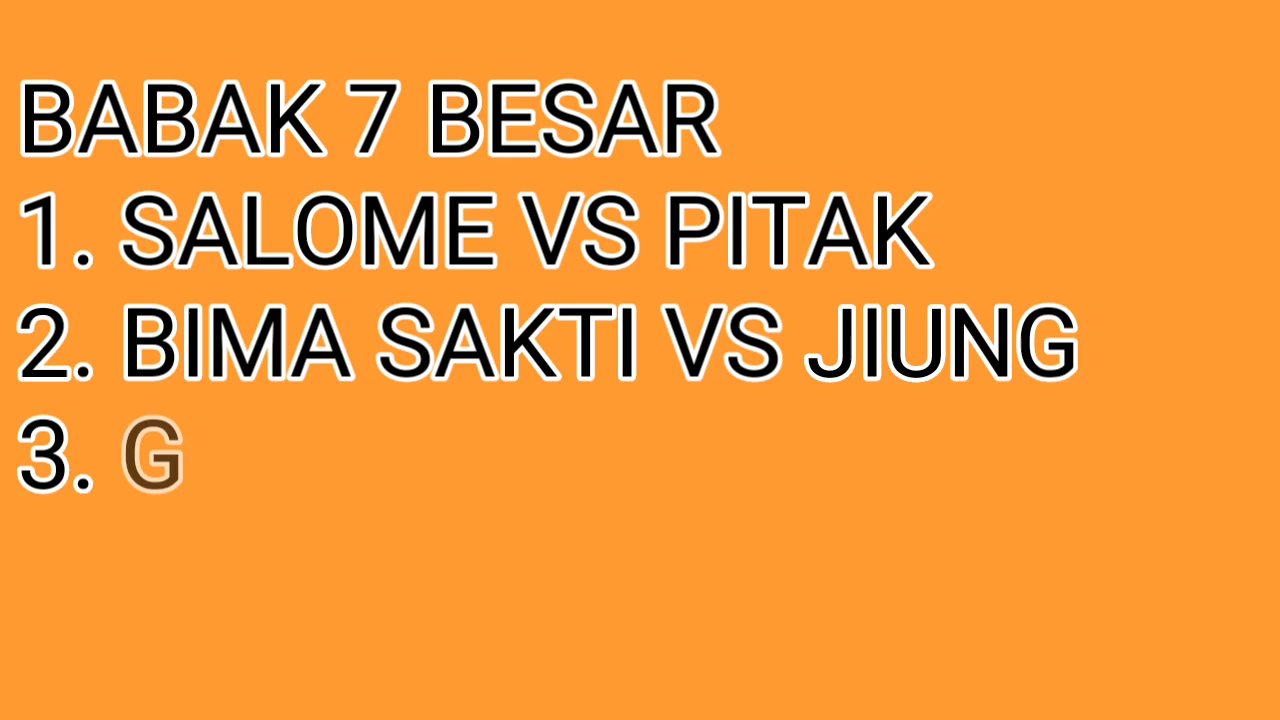 BABAK 7 BESAR
1. SALOME VS PITAK
2. BIMA SAKTI VS JIUNG
3. G